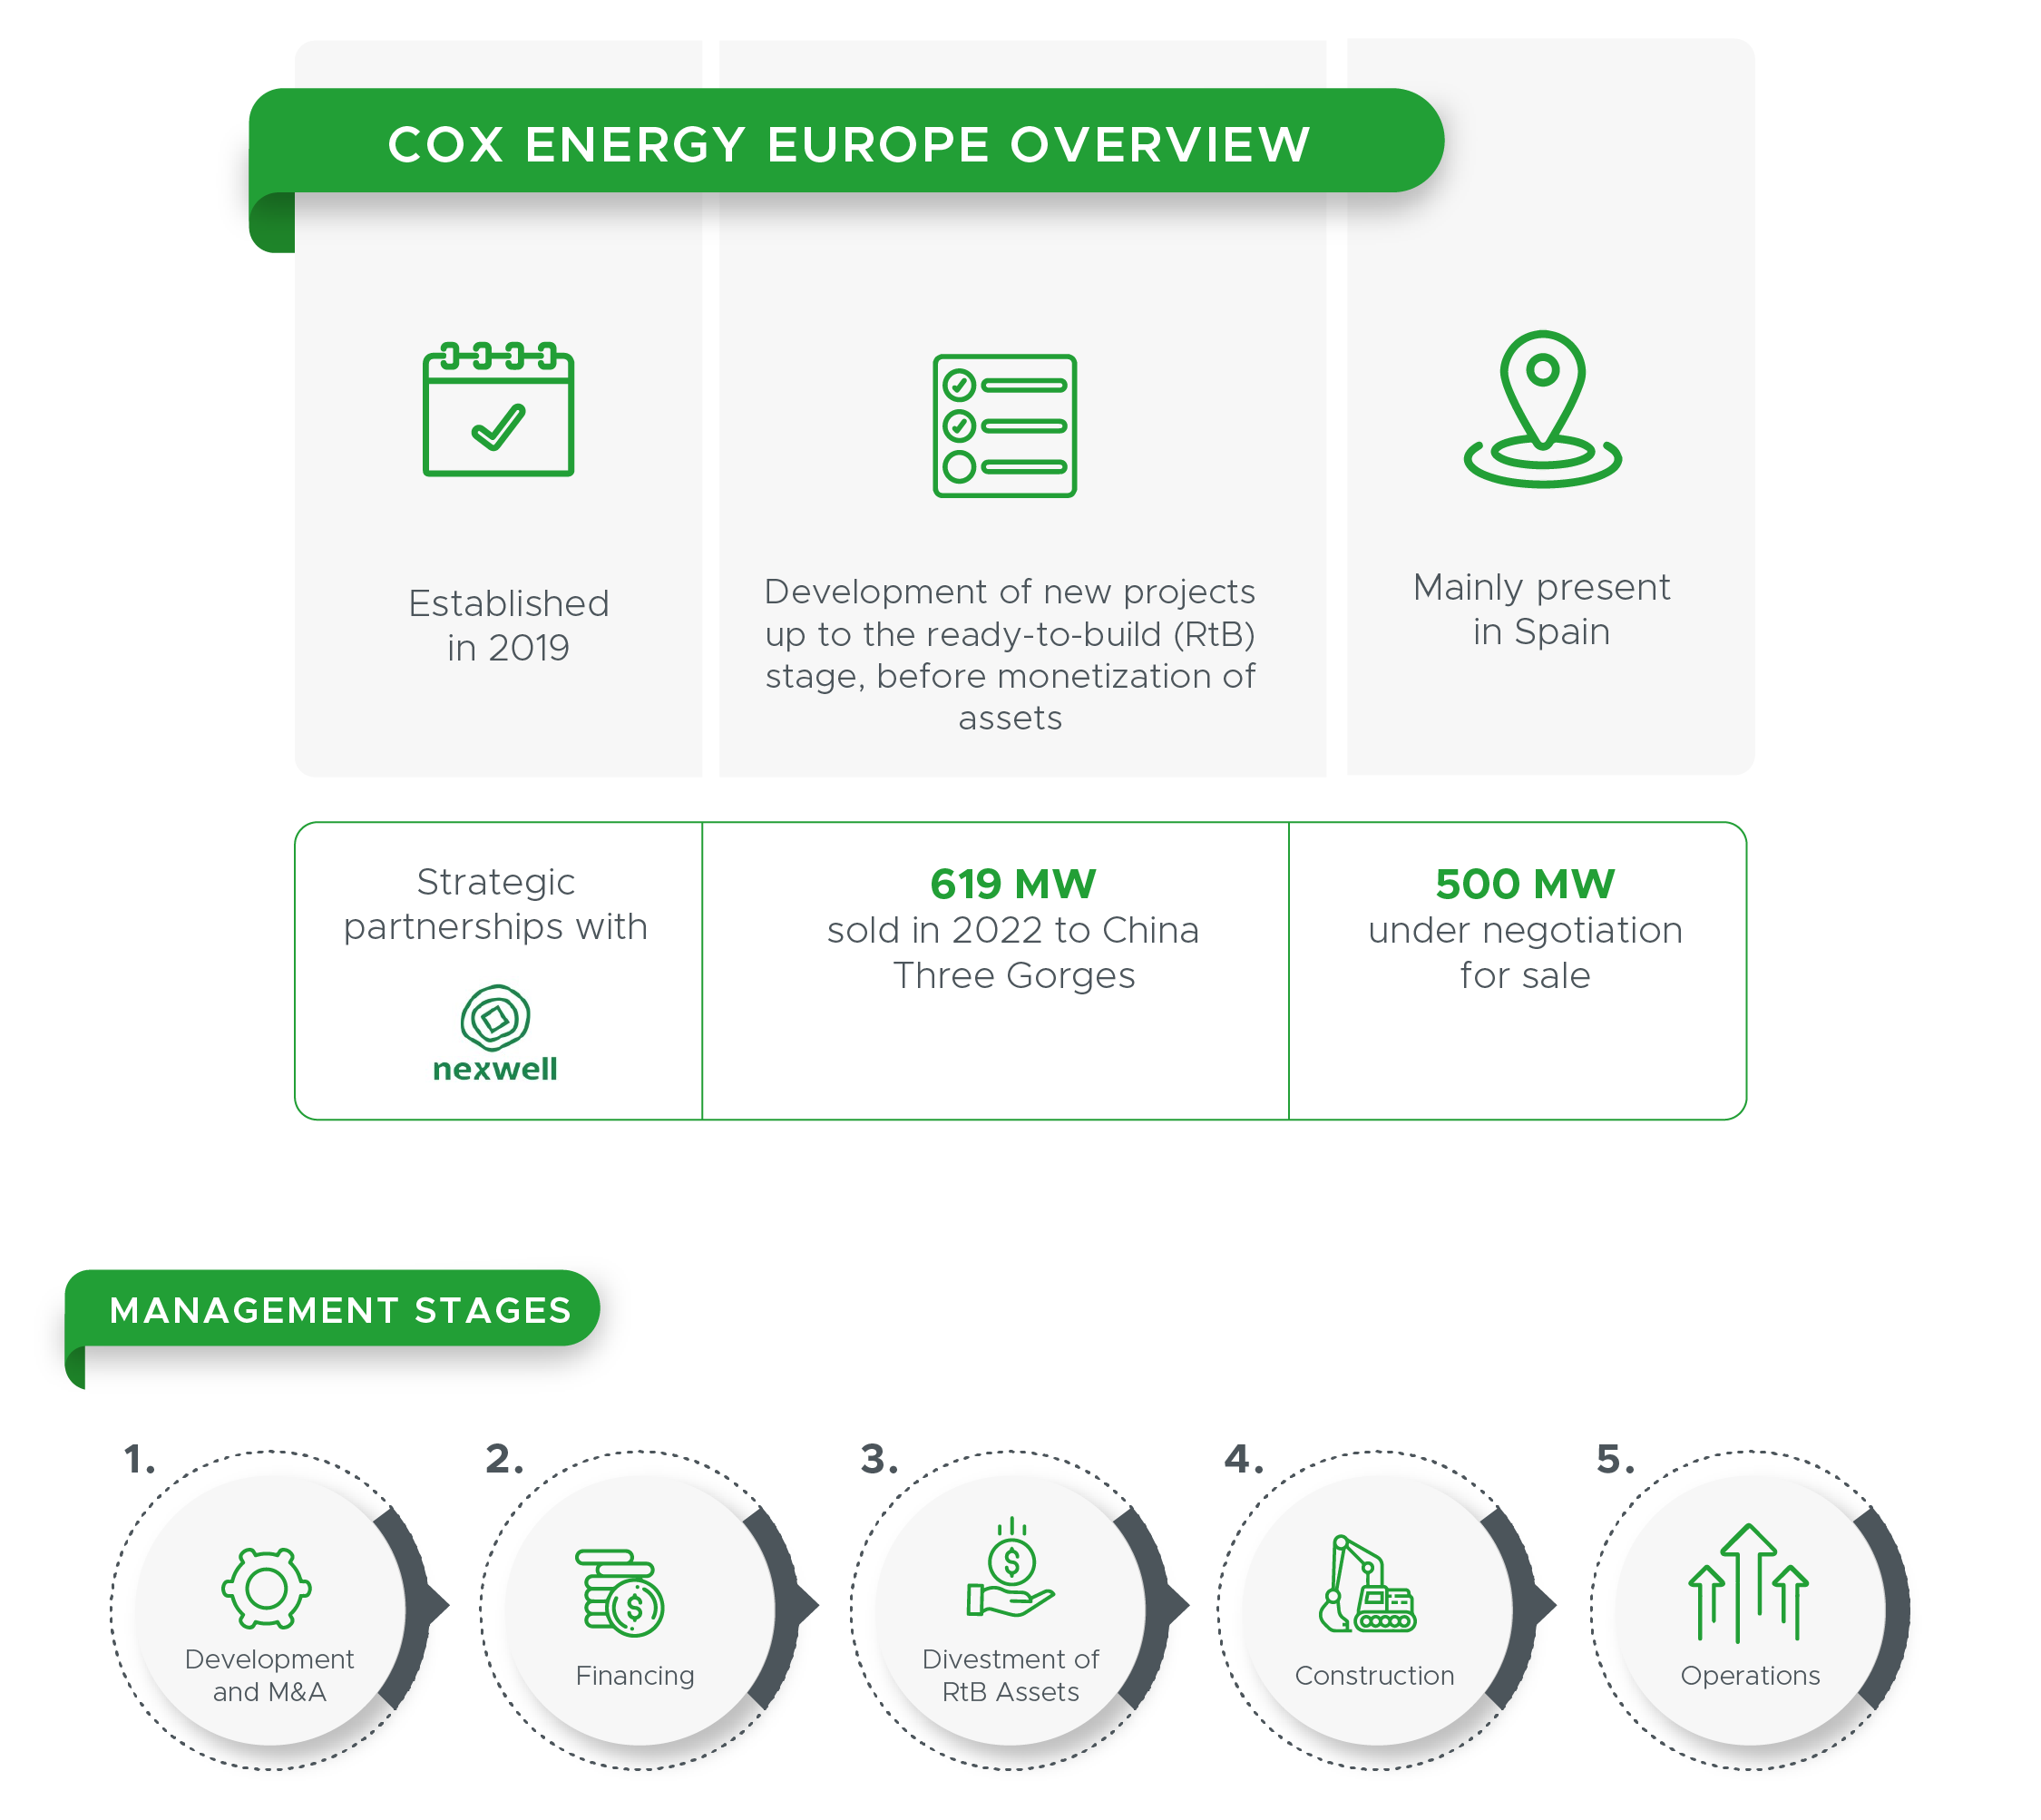 COX ENERGY EUROPE OVERVIEW
Established
in 2019
Development of new projects
up to the ready-to-build (RtB)
stage, before monetization of
assets
Mainly present
in Spain
Strategic
partnerships with
nexwell
619 MW
sold in 2022 to China
Three Gorges
500 MW
under negotiation
for sale
MANAGEMENT STAGES
1.
Development
and M&A
2.
Financing
3.
Divestment of
RtB Assets
4.
Construction
5.
Operations